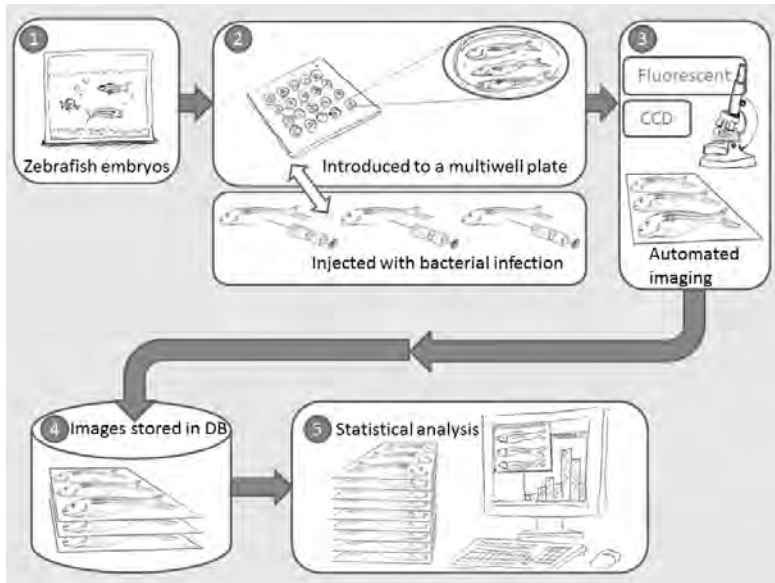 1
Zebrafish embryos
2
Introduced to a multiwell plate
Injected with bacterial infection
3
Fluorescent
CCD
Automated
imaging
4 Images stored in DB
5 Statistical analysis